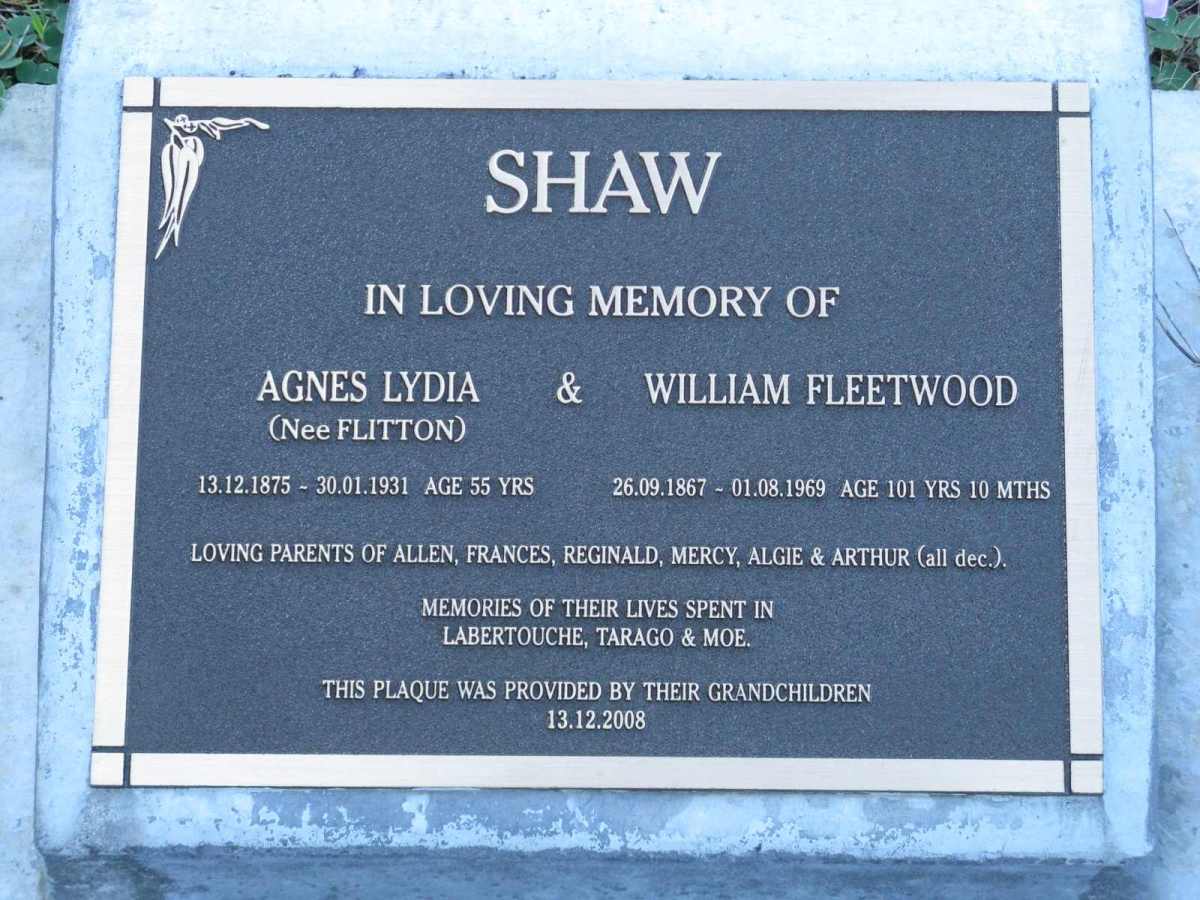 SHAW
IN LOVING MEMORY OF
AGNES LYDIA & WILLIAM FLEETWOOD
(Nee FLITTON)
13.12.1875 ~ 30.01.1931 AGE 55 YRS 26.09.1867 ~ 01.08.1969 AGE 101 YRS 10 MTHS
LOVING PARENTS OF ALLEN, FRANCES, REGINALD, MERCY, ALGIE & ARTHUR (all dec.).
MEMORIES OF THEIR LIVES SPENT IN
LABERTOUCHE, TARAGO & MOE.
THIS PLAQUE WAS PROVIDED BY THEIR GRANDCHILDREN
13.12.2008